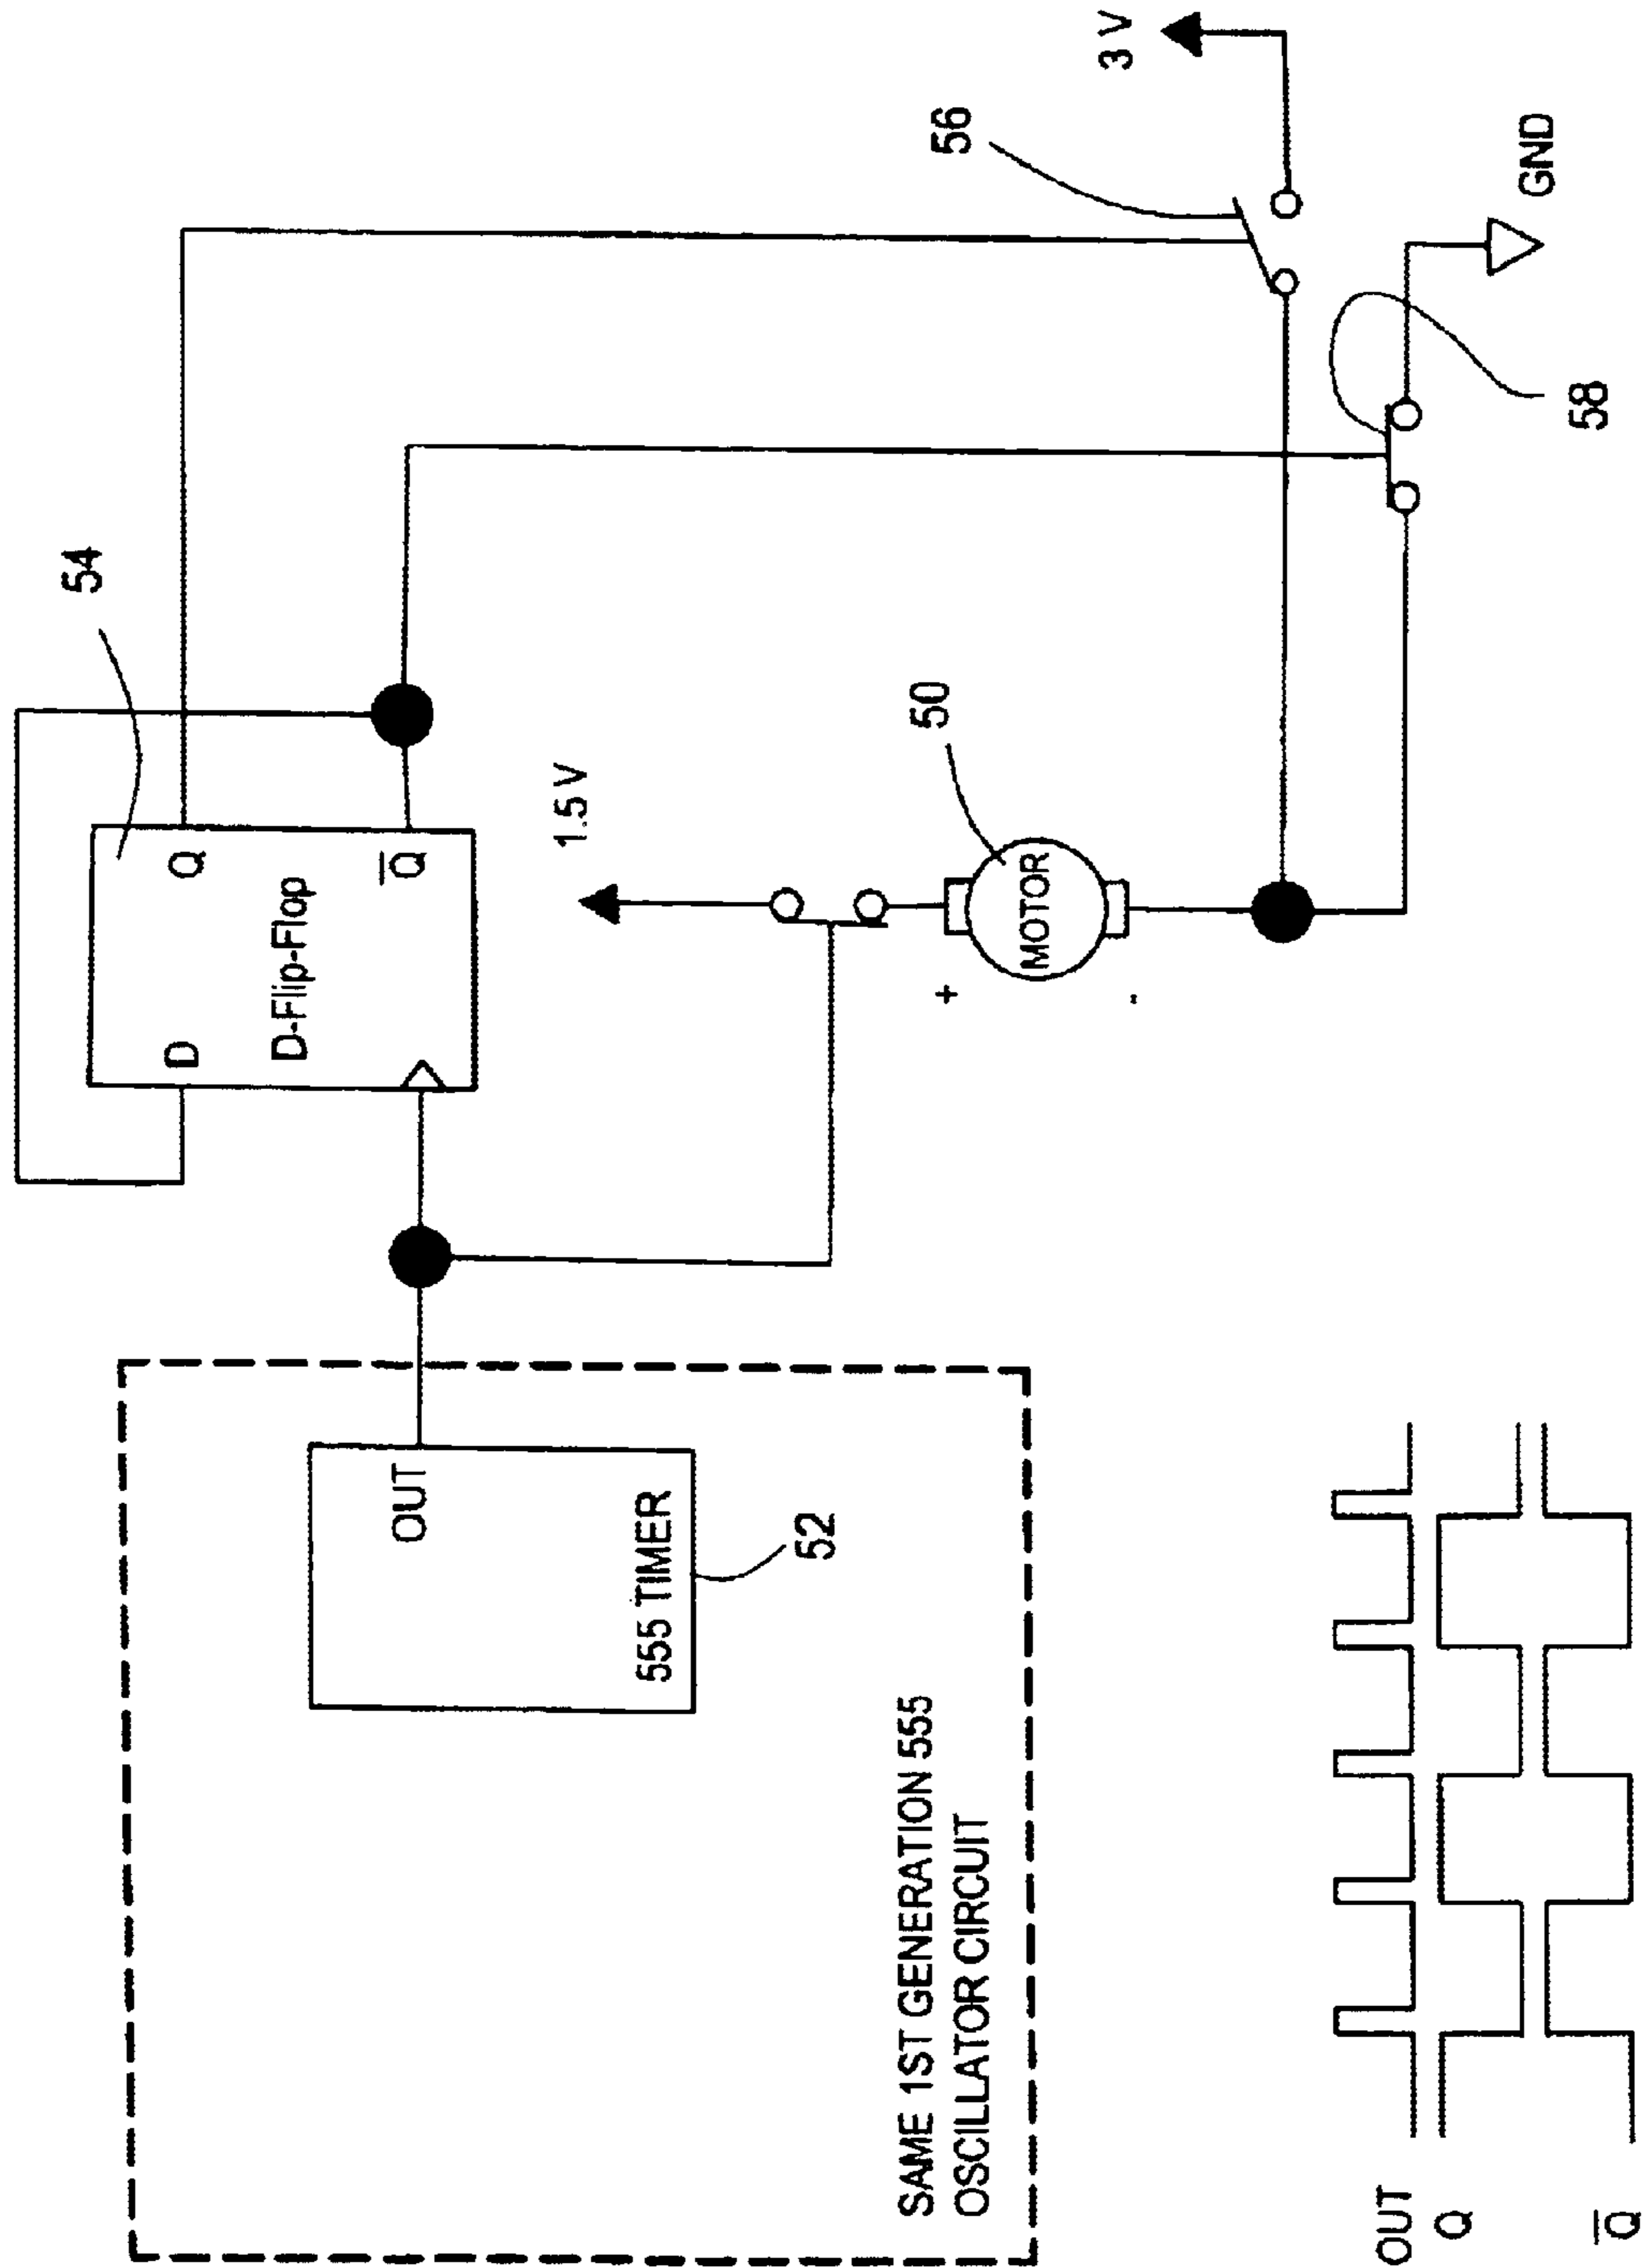 54
D
Q
D-Flip-Flop
Q̅
OUT
555 TIMER
52
SAME 1ST GENERATION 555
OSCILLATOR CIRCUIT
1.5 V
+
MOTOR
-
50
56
3 V
58
GND
OUT
Q
Q̅